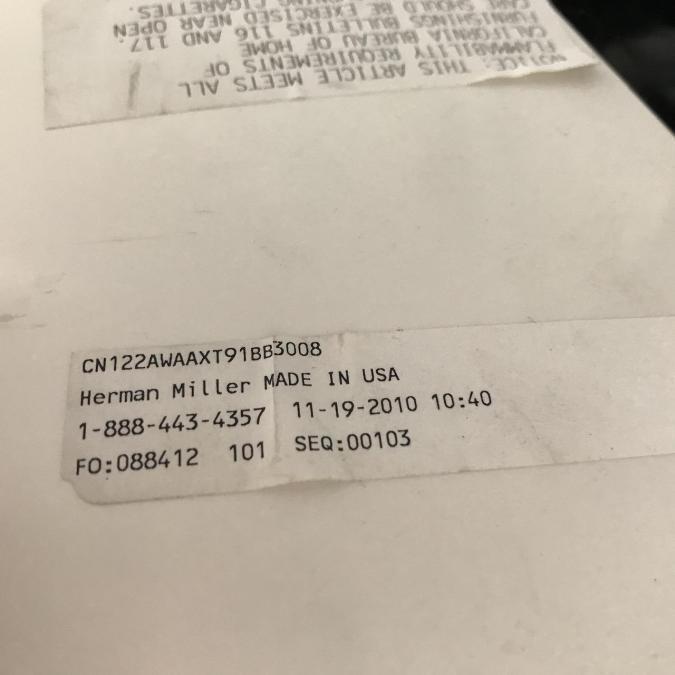 NOTICE: THIS ARTICLE MEETS ALL
FLAMMABILITY REQUIREMENTS OF
CALIFORNIA BUREAU OF HOME
FURNISHINGS BULLETINS 116 AND 117.
CARE SHOULD BE EXERCISED NEAR OPEN
CIGARETTES.
CN122AWAAXT91BB3008
Herman Miller MADE IN USA
1-888-443-4357 11-19-2010 10:40
FO:088412 101 SEQ:00103